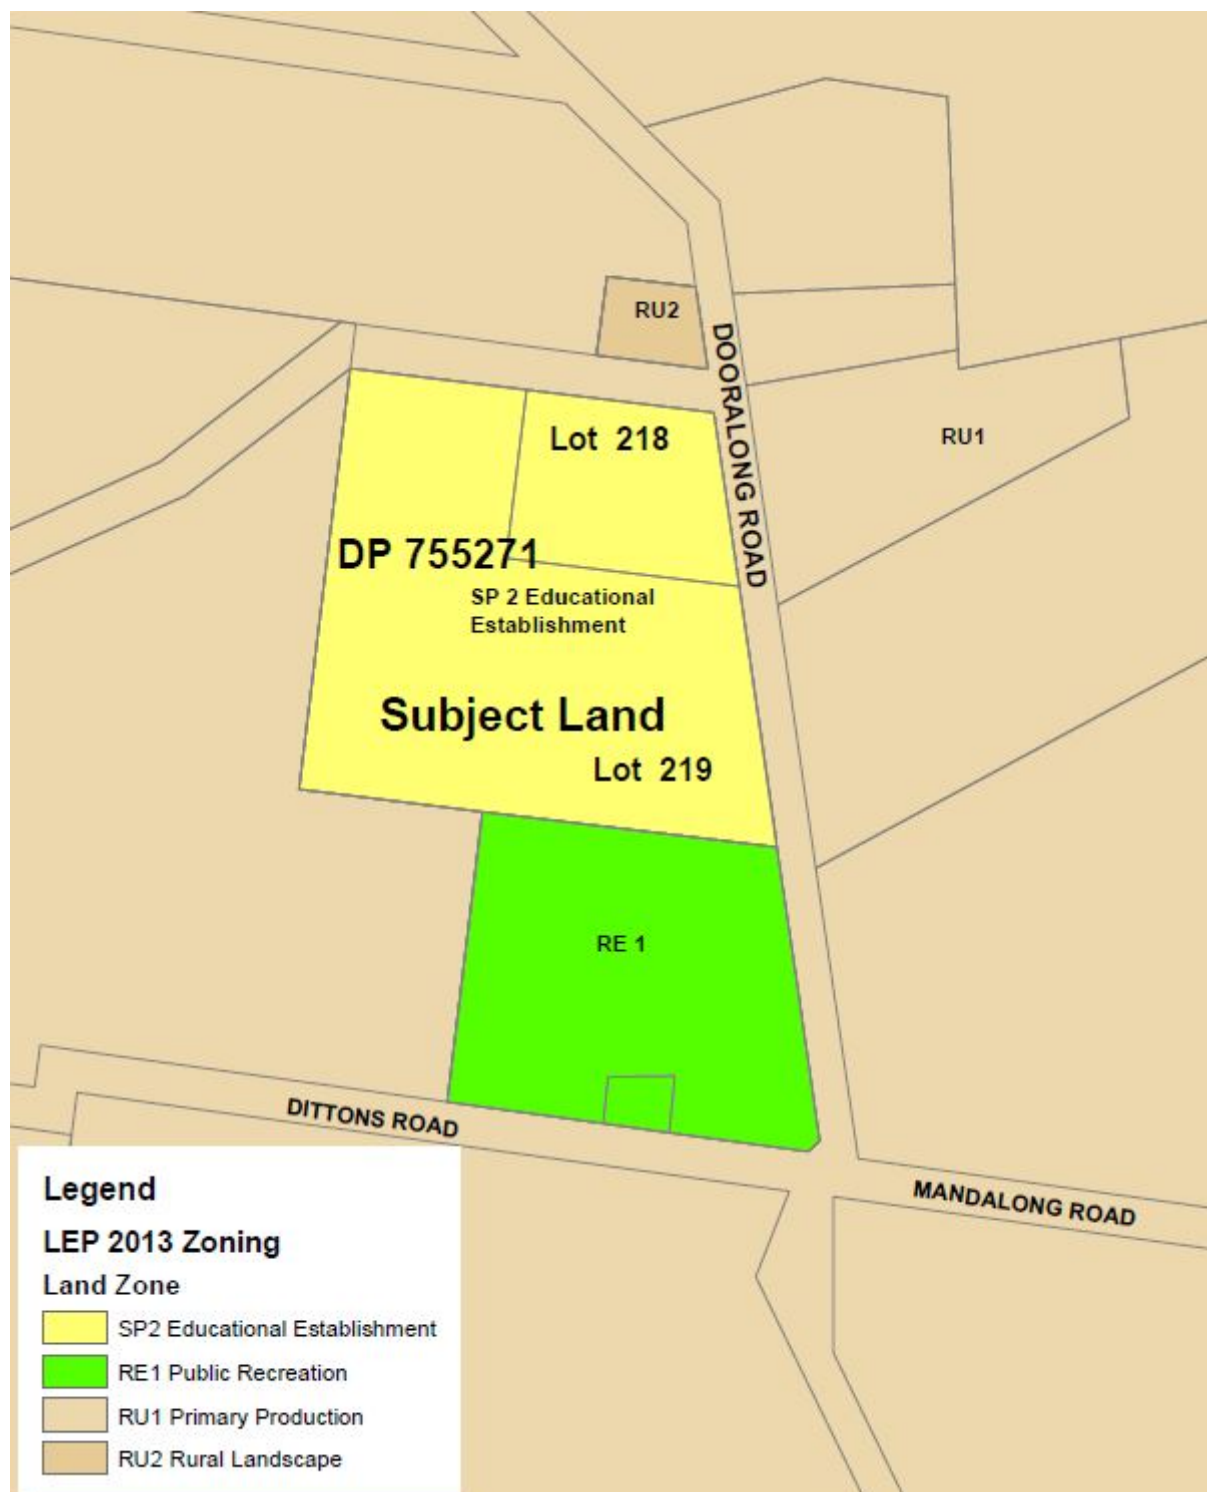 RU2
DOORALONG ROAD
Lot 218
RU1
DP 755271
SP 2 Educational
Establishment
Subject Land
Lot 219
RE 1
DITTONS ROAD
MANDALONG ROAD
Legend
LEP 2013 Zoning
Land Zone
SP2 Educational Establishment
RE1 Public Recreation
RU1 Primary Production
RU2 Rural Landscape